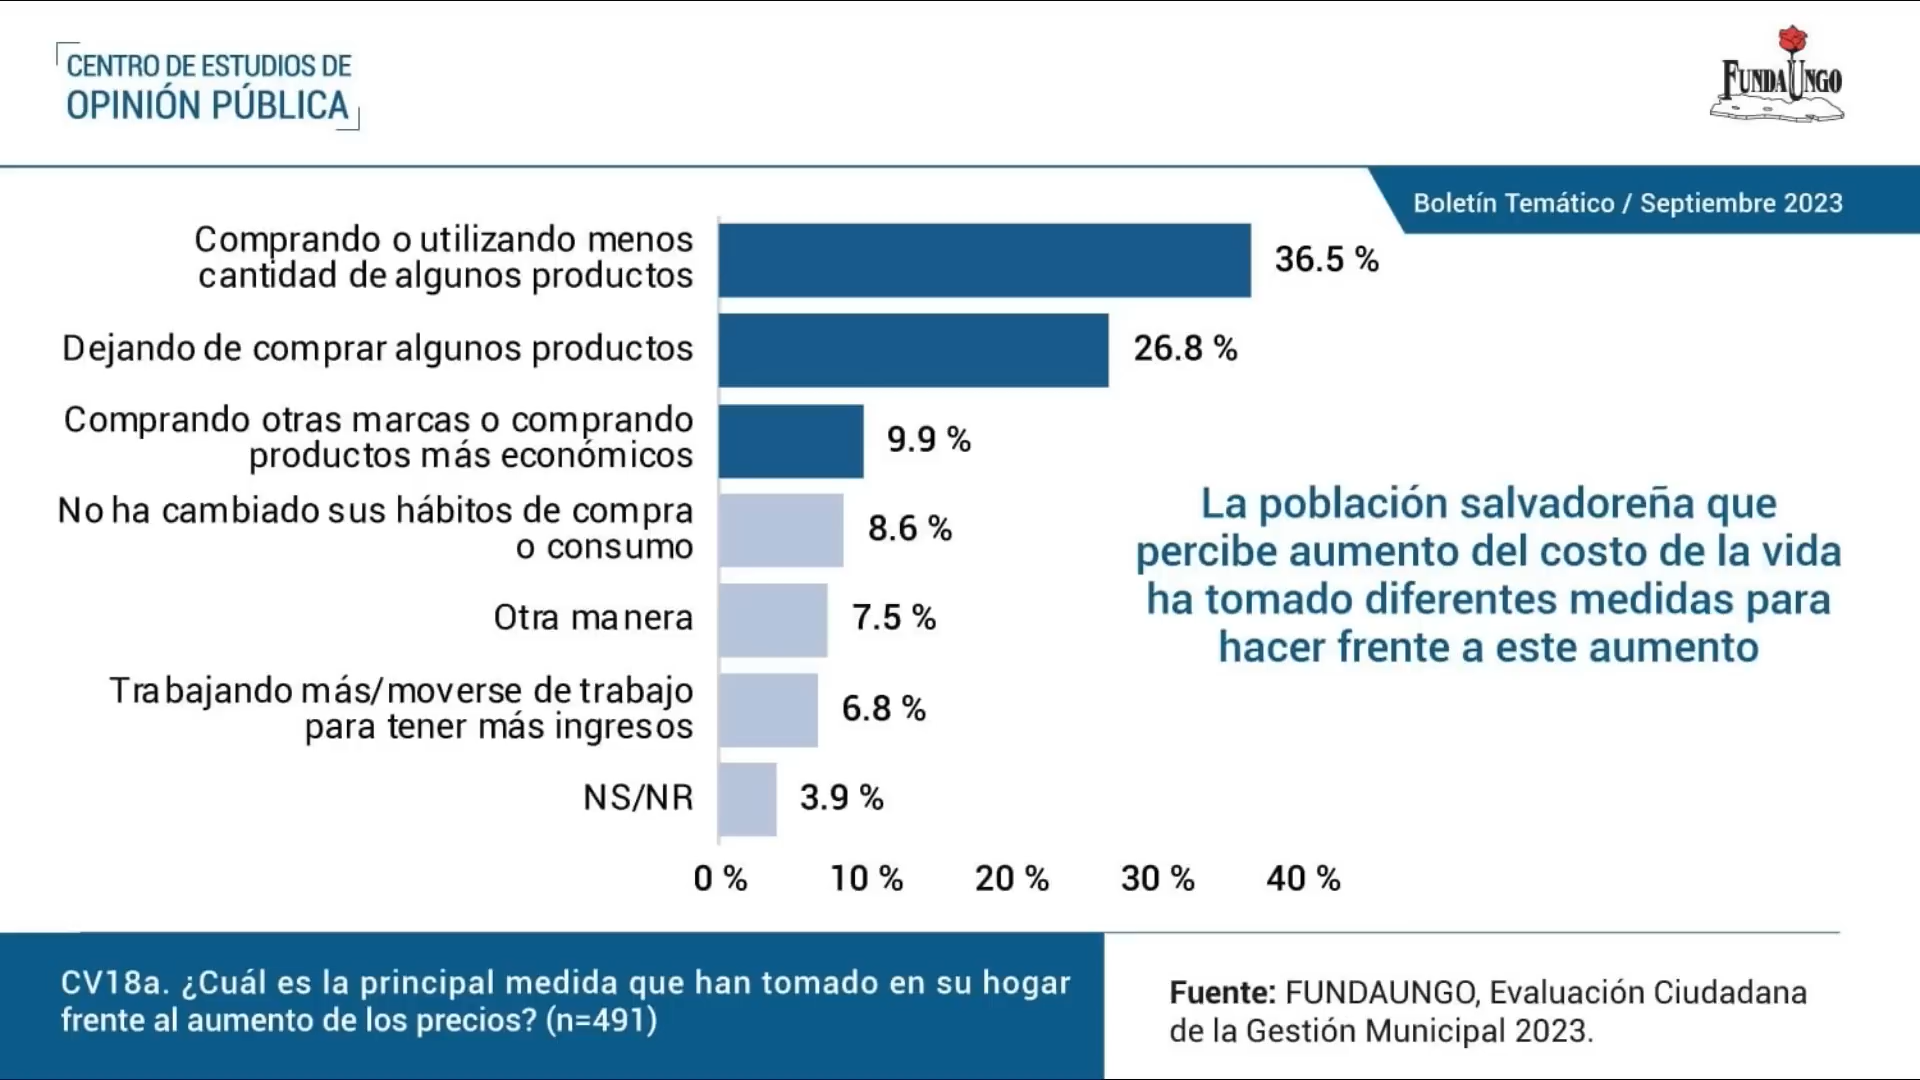 CENTRO DE ESTUDIOS DE
OPINIÓN PÚBLICA
FUNDAUNGO
Boletín Temático / Septiembre 2023
Comprando o utilizando menos
cantidad de algunos productos
36.5 %
Dejando de comprar algunos productos
26.8 %
Comprando otras marcas o comprando
productos más económicos
9.9 %
No ha cambiado sus hábitos de compra
o consumo
8.6 %
Otra manera
7.5 %
Trabajando más/moverse de trabajo
para tener más ingresos
6.8 %
NS/NR
3.9 %
0 % 10 % 20 % 30 % 40 %
La población salvadoreña que
percibe aumento del costo de la vida
ha tomado diferentes medidas para
hacer frente a este aumento
CV18a. ¿Cuál es la principal medida que han tomado en su hogar
frente al aumento de los precios? (n=491)
Fuente: FUNDAUNGO, Evaluación Ciudadana
de la Gestión Municipal 2023.